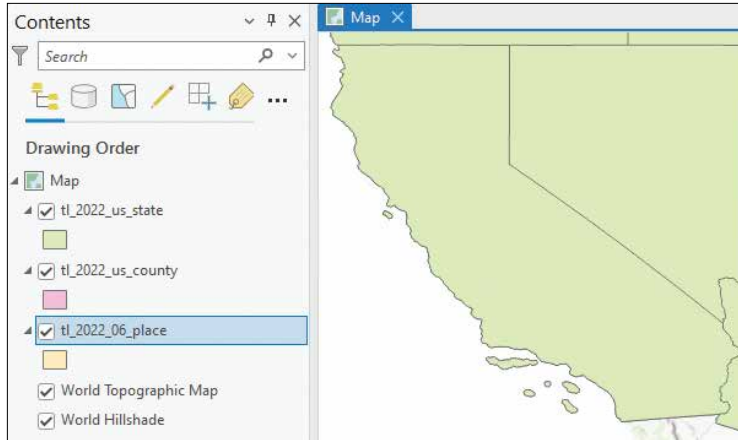 Contents
Map
Search
Drawing Order
Map
tl_2022_us_state
tl_2022_us_county
tl_2022_06_place
World Topographic Map
World Hillshade